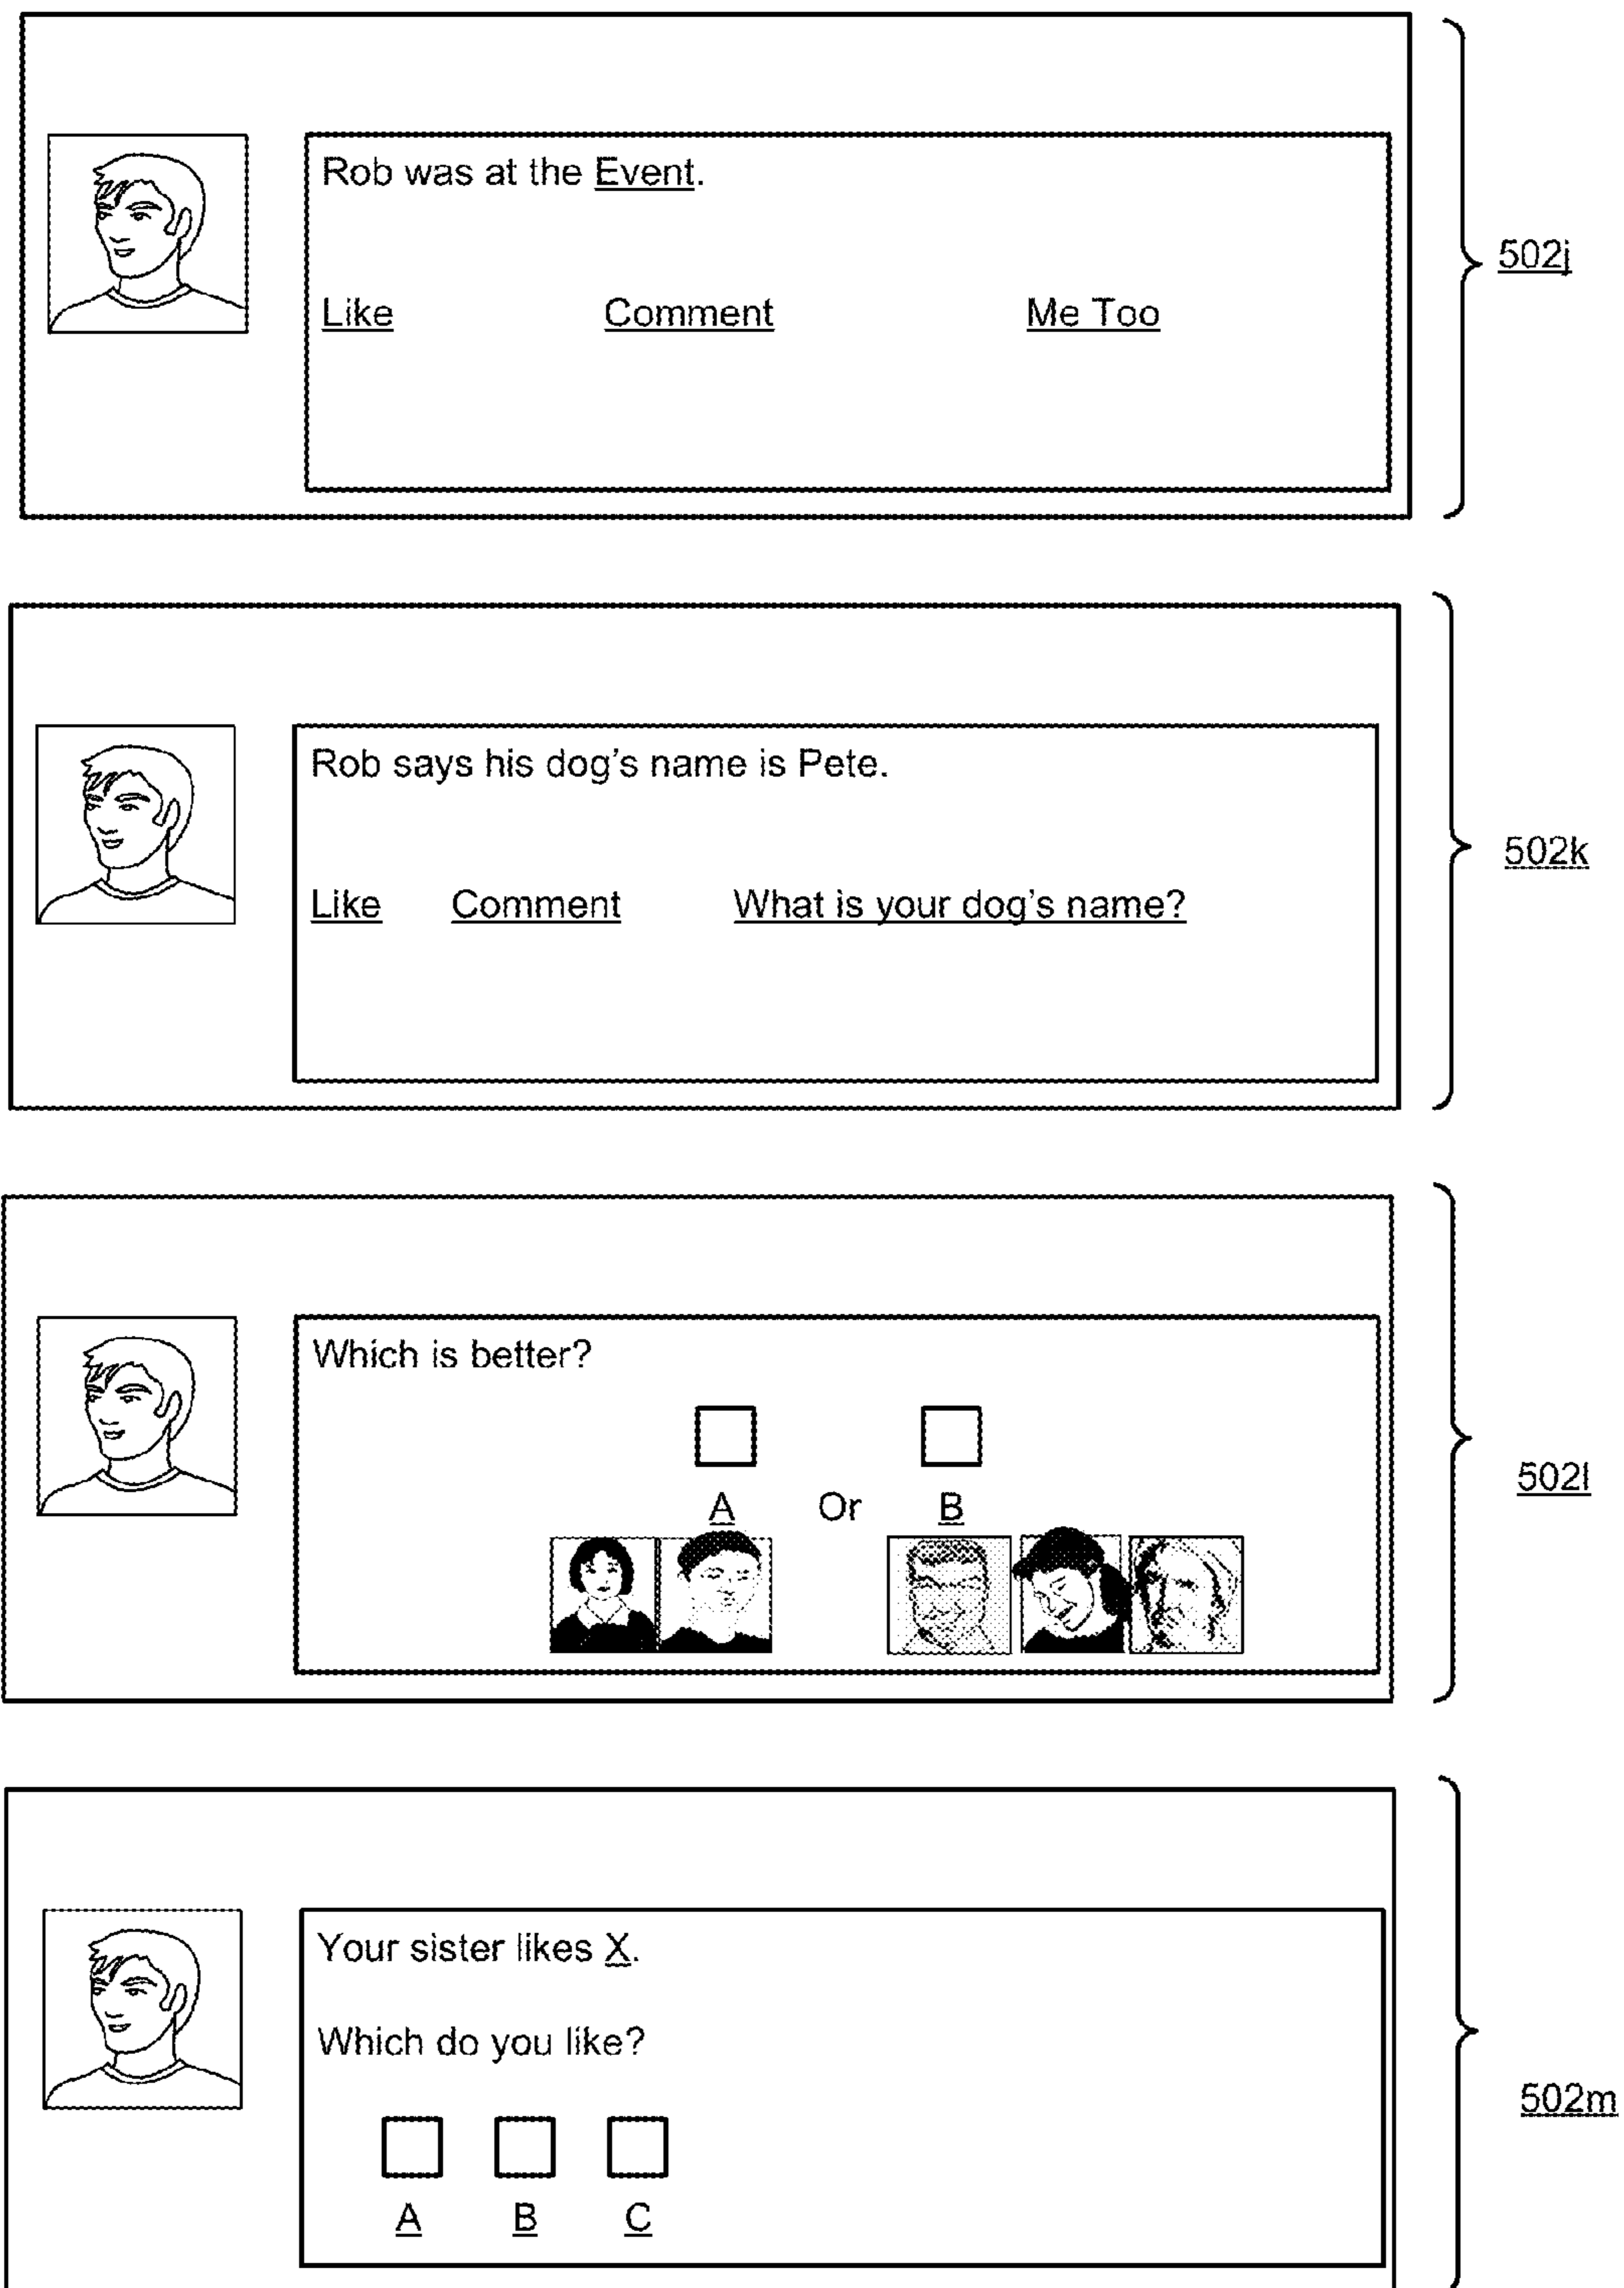 Rob was at the Event.
502j
Like Comment Me Too
Rob says his dog's name is Pete.
502k
Like Comment What is your dog's name?
Which is better?
502l
A Or B
Your sister likes X.
Which do you like?
502m
A B C